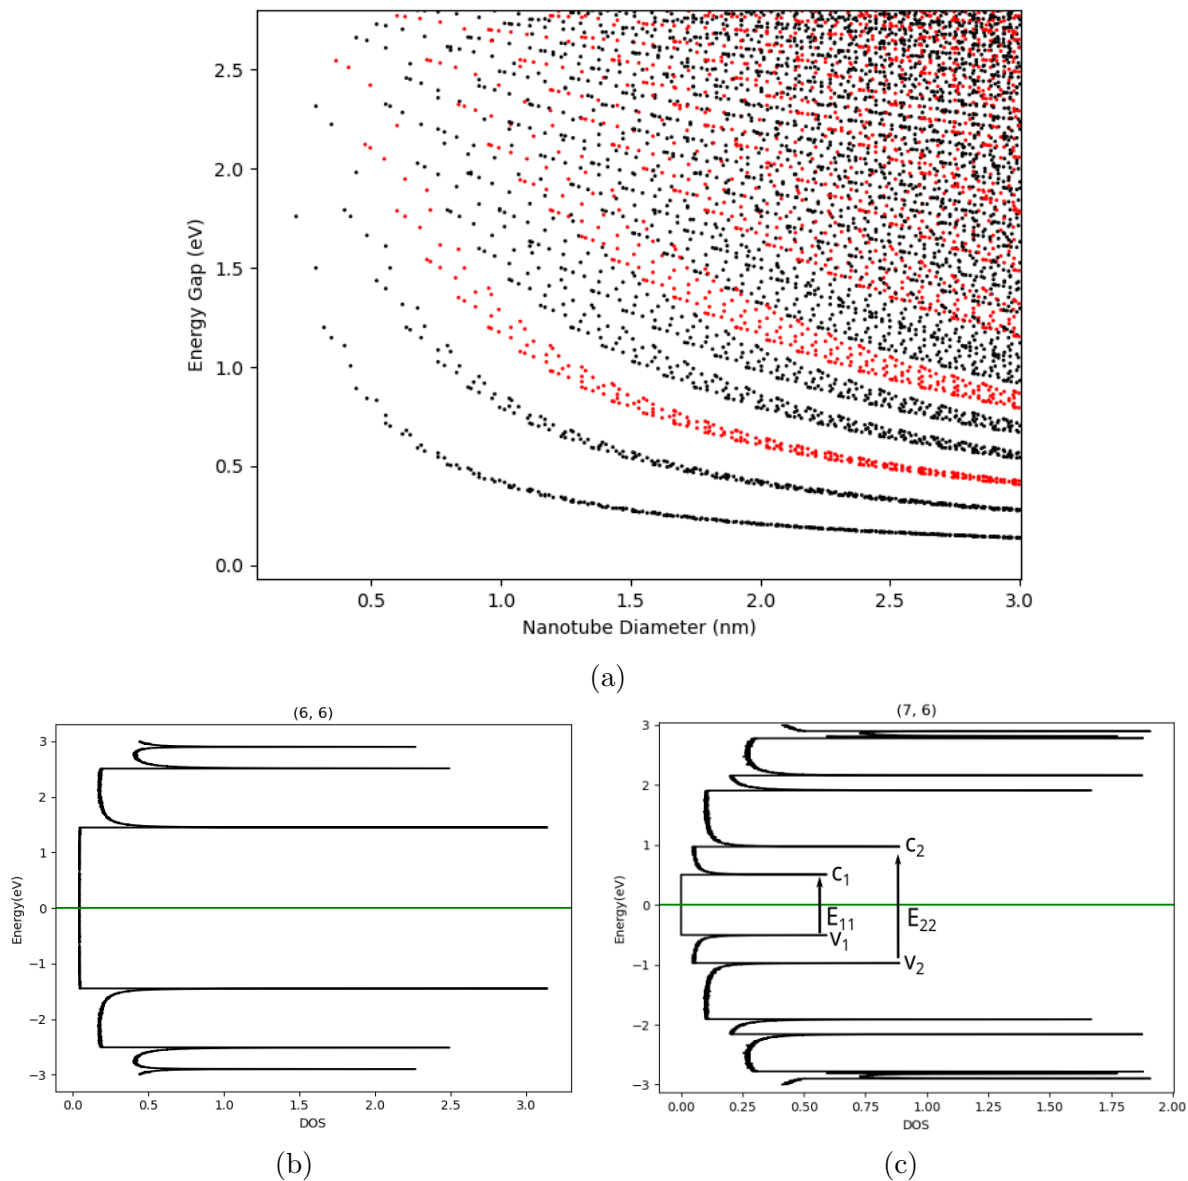 2.5
2.0
1.5
1.0
0.5
0.0
Energy Gap (eV)
0.5 1.0 1.5 2.0 2.5 3.0
Nanotube Diameter (nm)
(a)
(6, 6)
3
2
1
0
−1
−2
−3
Energy(eV)
0.0 0.5 1.0 1.5 2.0 2.5 3.0
DOS
(b)
(7, 6)
3
2
1
0
−1
−2
−3
Energy(eV)
C₂
C₁
E₁₁ E₂₂
V₁
V₂
0.00 0.25 0.50 0.75 1.00 1.25 1.50 1.75 2.00
DOS
(c)